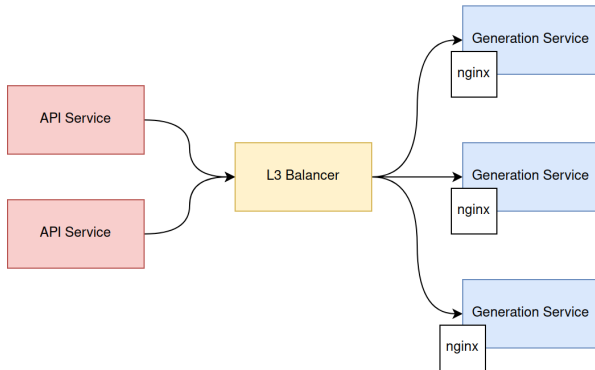 Generation Service
nginx
API Service
L3 Balancer
Generation Service
nginx
API Service
Generation Service
nginx